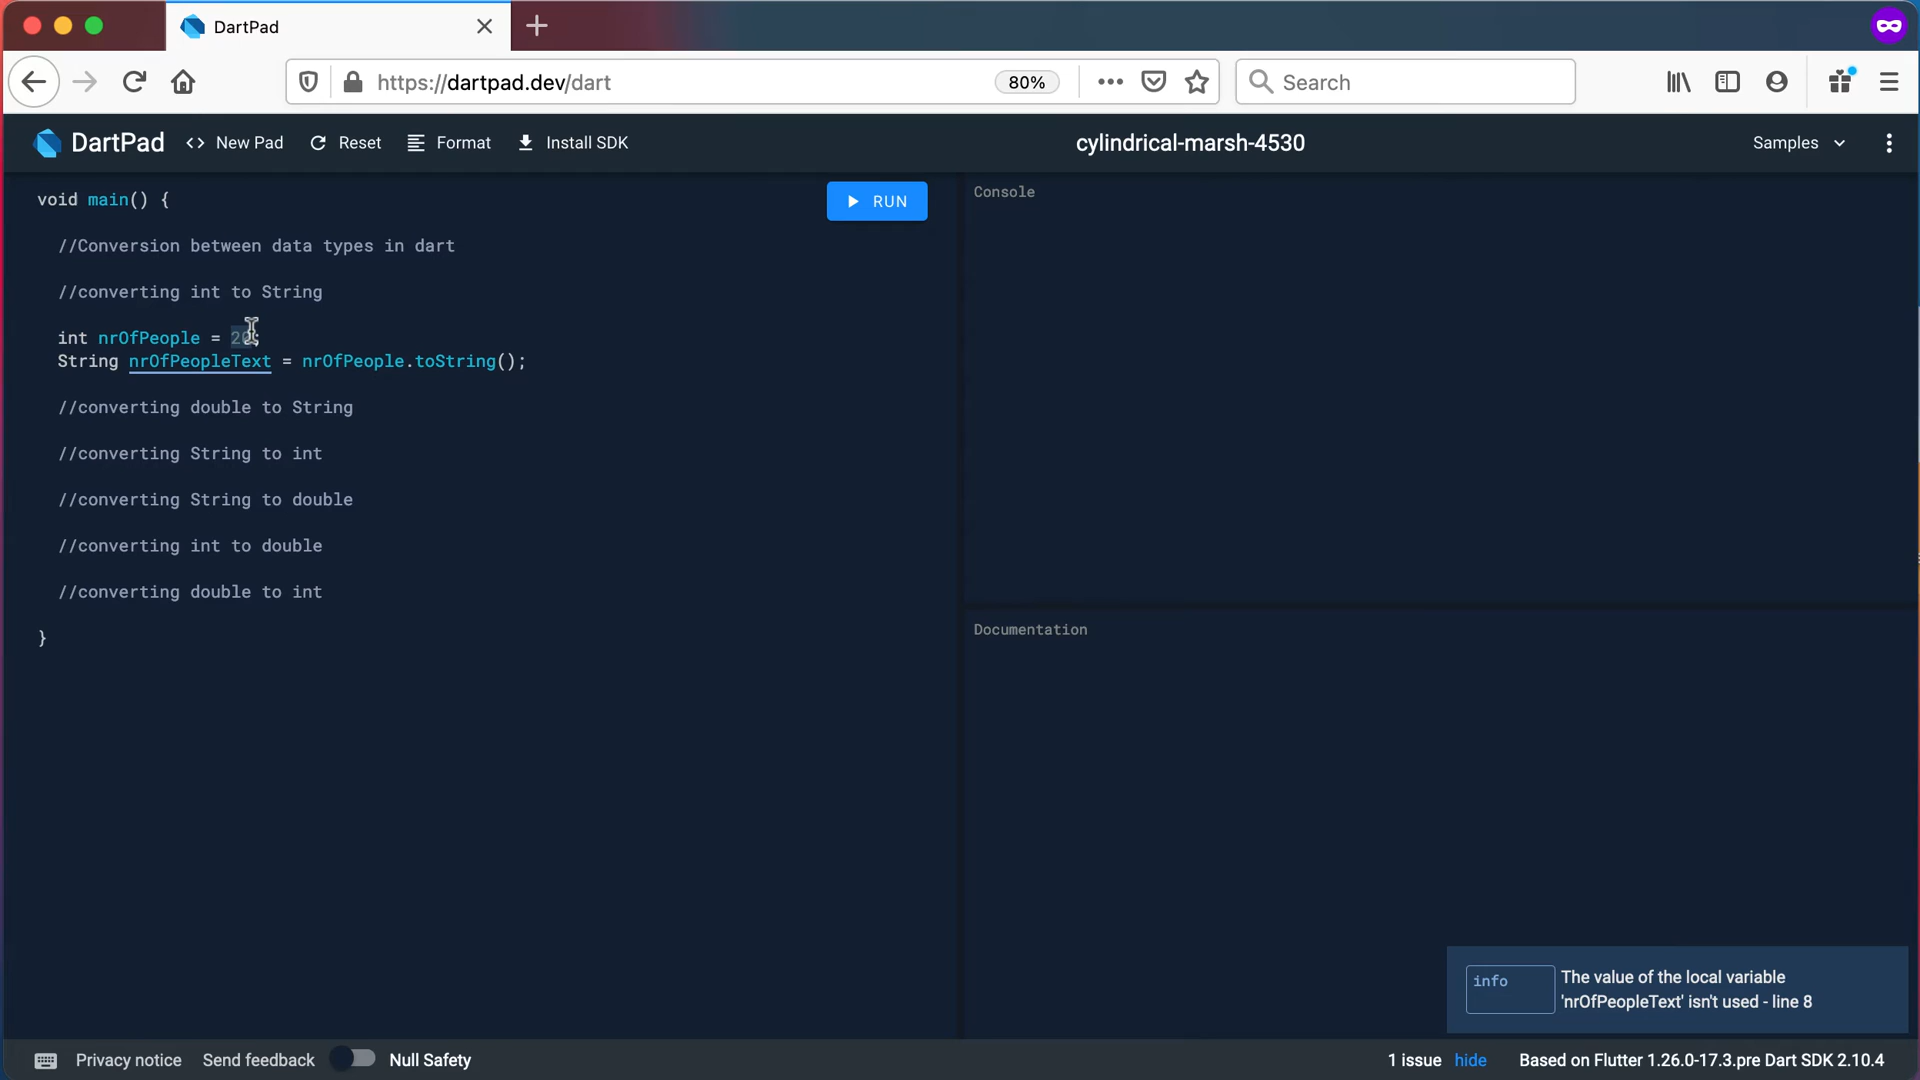 DartPad
https://dartpad.dev/dart
80%
Search
DartPad
New Pad
Reset
Format
Install SDK
cylindrical-marsh-4530
Samples
void main() {
//Conversion between data types in dart
//converting int to String
int nrOfPeople = 20;
String nrOfPeopleText = nrOfPeople.toString();
//converting double to String
//converting String to int
//converting String to double
//converting int to double
//converting double to int
}
RUN
Console
Documentation
info
The value of the local variable
'nrOfPeopleText' isn't used - line 8
Privacy notice
Send feedback
Null Safety
1 issue
hide
Based on Flutter 1.26.0-17.3.pre Dart SDK 2.10.4